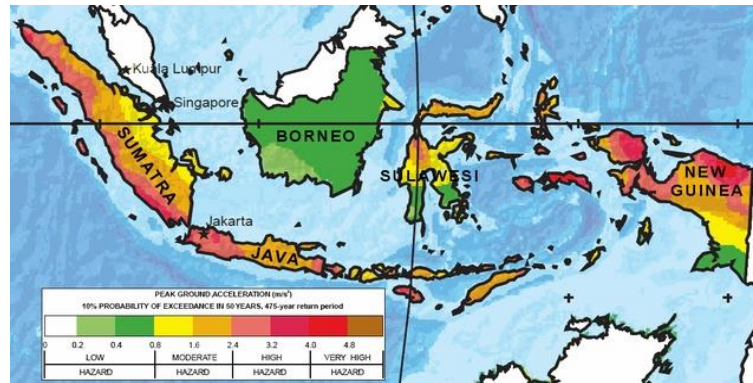 Kuala Lumpur
Singapore
SUMATRA
BORNEO
SULAWESI
NEW
GUINEA
Jakarta
JAVA
PEAK GROUND ACCELERATION (m/s²)
10% PROBABILITY OF EXCEEDANCE IN 50 YEARS, 475-year return period
0 0.2 0.4 0.8 1.6 2.4 3.2 4.0 4.8
LOW MODERATE HIGH VERY HIGH
HAZARD HAZARD HAZARD HAZARD